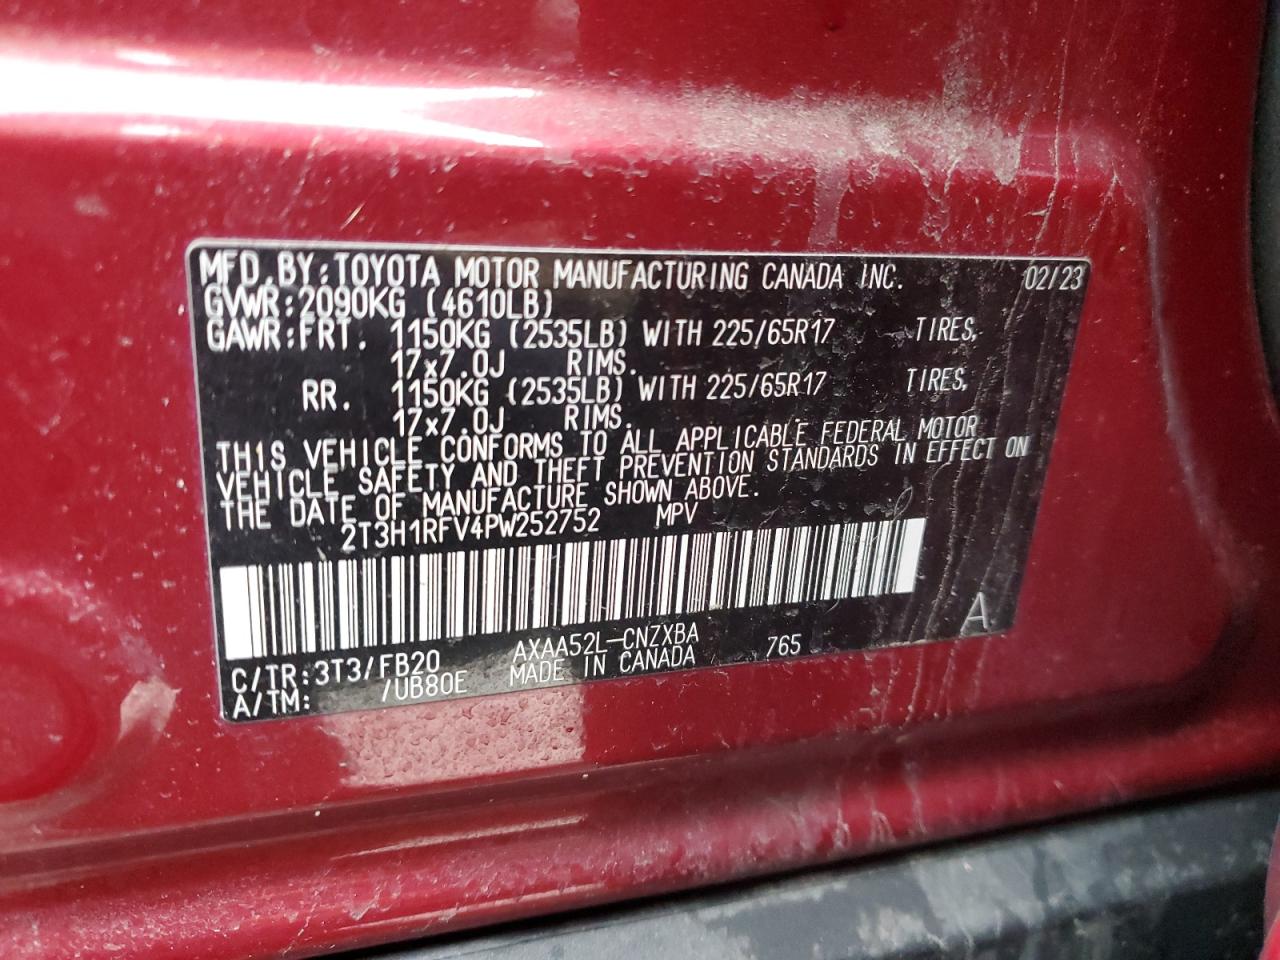 MFD.BY:TOYOTA MOTOR MANUFACTURING CANADA INC. 02/23
GVWR:2090KG (4610LB)
GAWR:FRT. 1150KG (2535LB) WITH 225/65R17 TIRES,
17x7.0J RIMS.
RR. 1150KG (2535LB) WITH 225/65R17 TIRES,
17x7.0J RIMS.
THIS VEHICLE CONFORMS TO ALL APPLICABLE FEDERAL MOTOR
VEHICLE SAFETY AND THEFT PREVENTION STANDARDS IN EFFECT ON
THE DATE OF MANUFACTURE SHOWN ABOVE.
2T3H1RFV4PW252752 MPV
C/TR:3T3/FB20 AXAA52L-CNZXBA 765 A
A/TM: /UB80E MADE IN CANADA